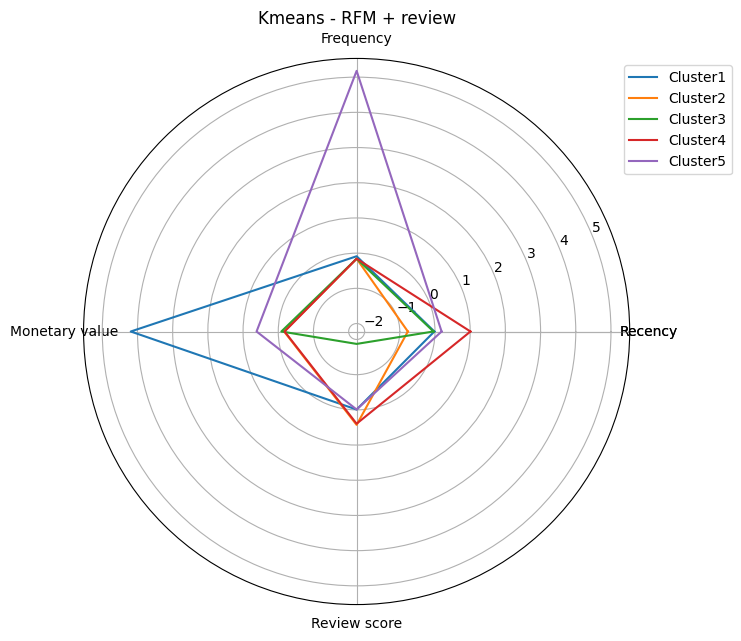 Kmeans - RFM + review
Frequency
Cluster1
Cluster2
Cluster3
Cluster4
Cluster5
5
4
3
2
1
0
−1
−2
Monetary value
Recency
Review score